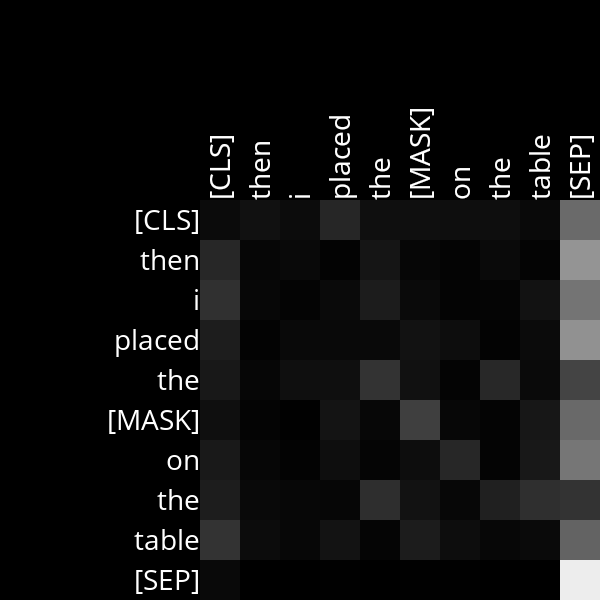 [CLS] then i placed the [MASK] on the table [SEP]
[CLS]
then
i
placed
the
[MASK]
on
the
table
[SEP]